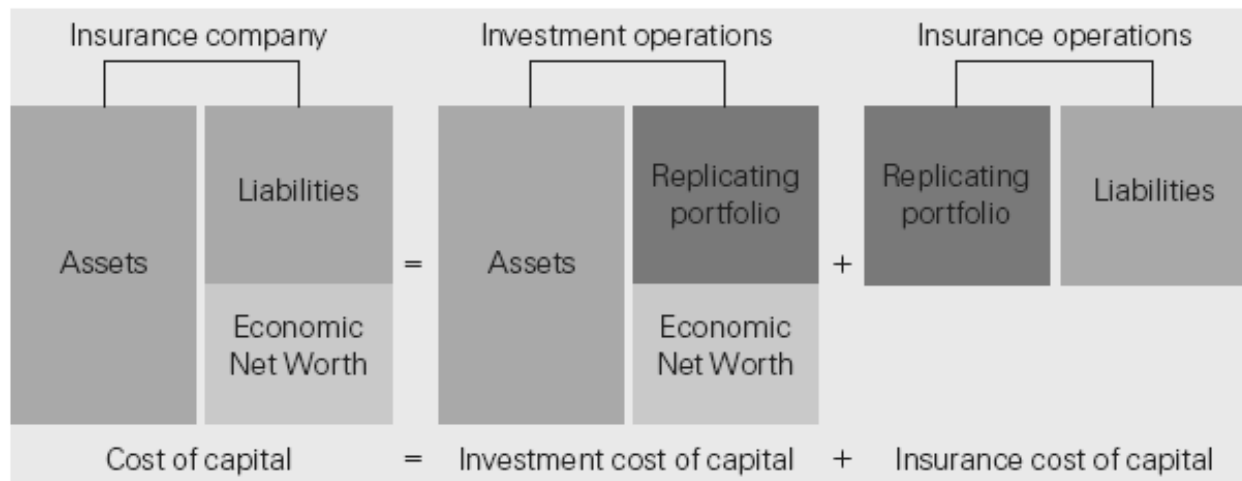 Insurance company
Investment operations
Insurance operations
Assets
Liabilities
Economic
Net Worth
=
Assets
Replicating
portfolio
Economic
Net Worth
+
Replicating
portfolio
Liabilities
Cost of capital = Investment cost of capital + Insurance cost of capital